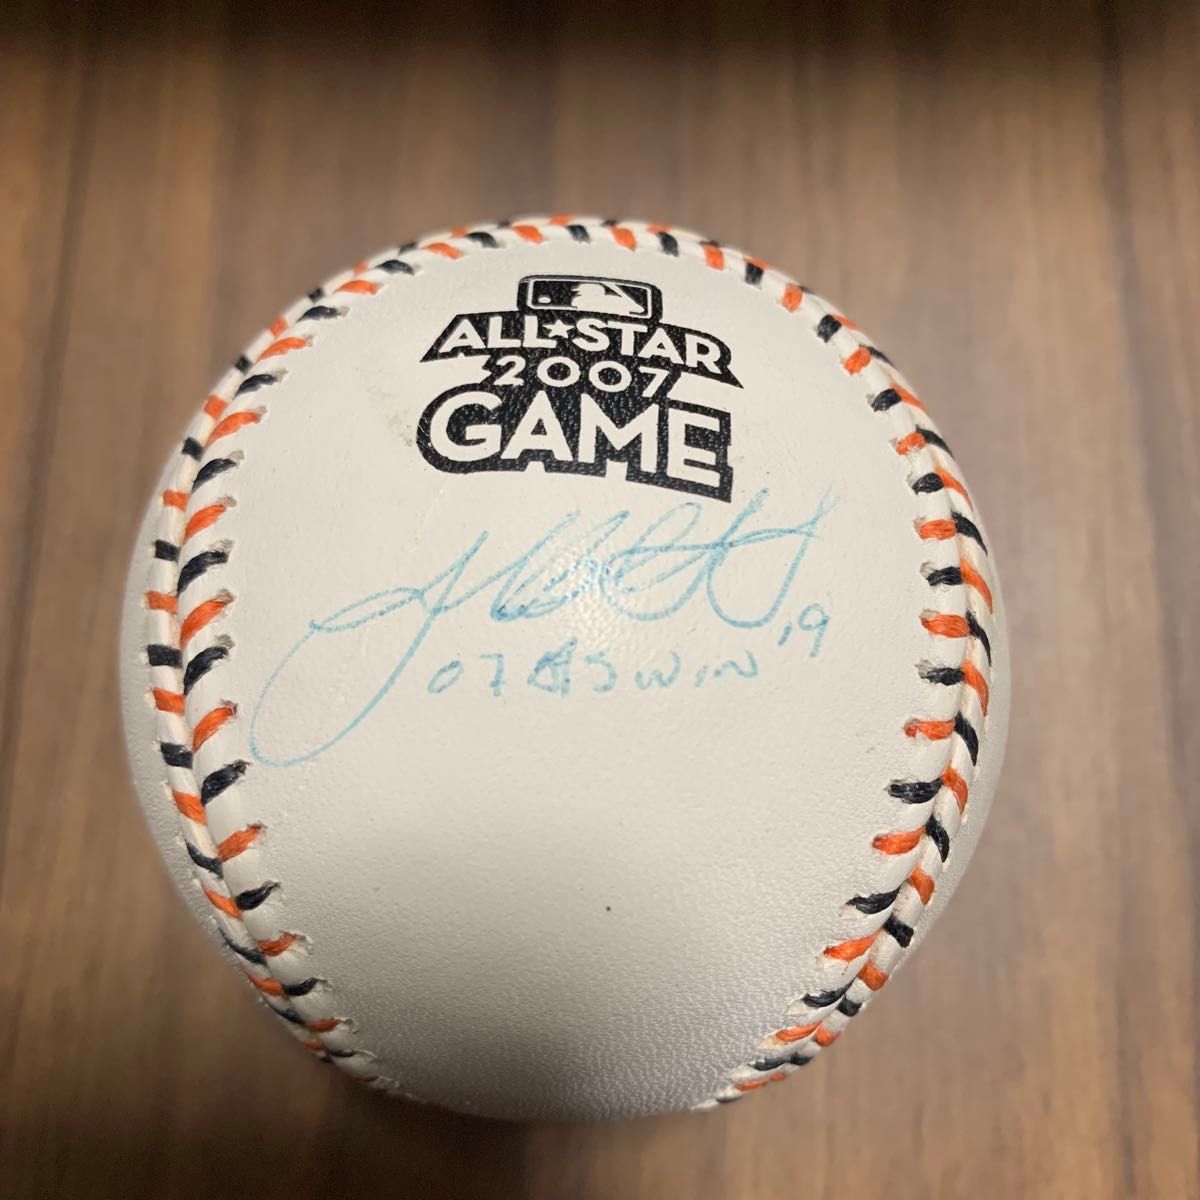 ALL★STAR
2007
GAME
07 AS WIN '19